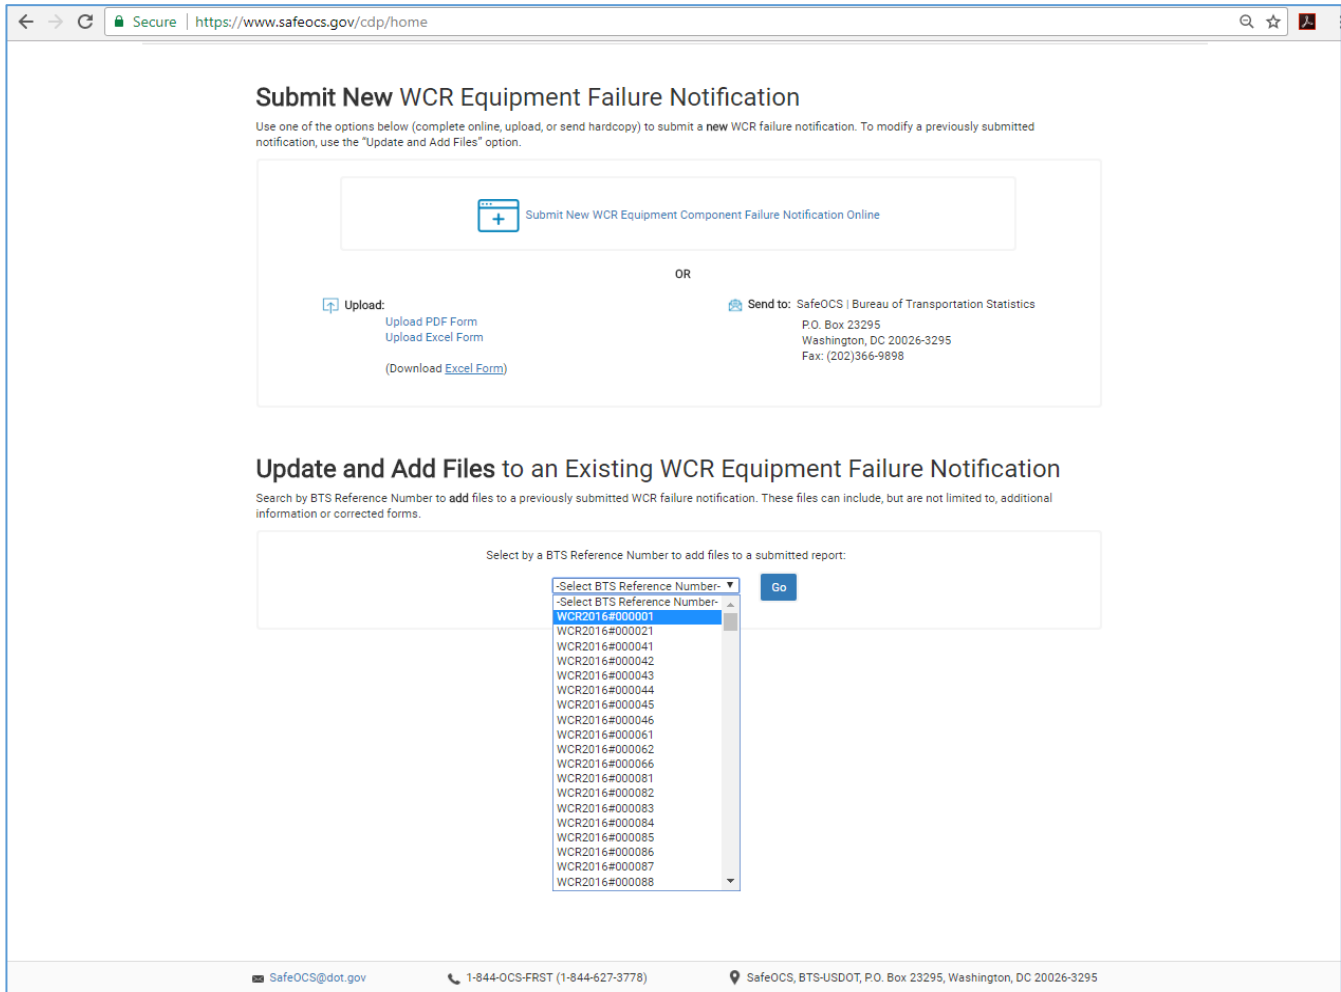 Secure | https://www.safeocs.gov/cdp/home
Submit New WCR Equipment Failure Notification
Use one of the options below (complete online, upload, or send hardcopy) to submit a new WCR failure notification. To modify a previously submitted
notification, use the "Update and Add Files" option.
Submit New WCR Equipment Component Failure Notification Online
OR
Upload:
Upload PDF Form
Upload Excel Form
(Download Excel Form)
Send to: SafeOCS | Bureau of Transportation Statistics
P.O. Box 23295
Washington, DC 20026-3295
Fax: (202)366-9898
Update and Add Files to an Existing WCR Equipment Failure Notification
Search by BTS Reference Number to add files to a previously submitted WCR failure notification. These files can include, but are not limited to, additional
information or corrected forms.
Select by a BTS Reference Number to add files to a submitted report:
-Select BTS Reference Number-
Go
-Select BTS Reference Number-
WCR2016#000001
WCR2016#000021
WCR2016#000041
WCR2016#000042
WCR2016#000043
WCR2016#000044
WCR2016#000045
WCR2016#000046
WCR2016#000061
WCR2016#000062
WCR2016#000066
WCR2016#000081
WCR2016#000082
WCR2016#000083
WCR2016#000084
WCR2016#000085
WCR2016#000086
WCR2016#000087
WCR2016#000088
SafeOCS@dot.gov
1-844-OCS-FRST (1-844-627-3778)
SafeOCS, BTS-USDOT, P.O. Box 23295, Washington, DC 20026-3295